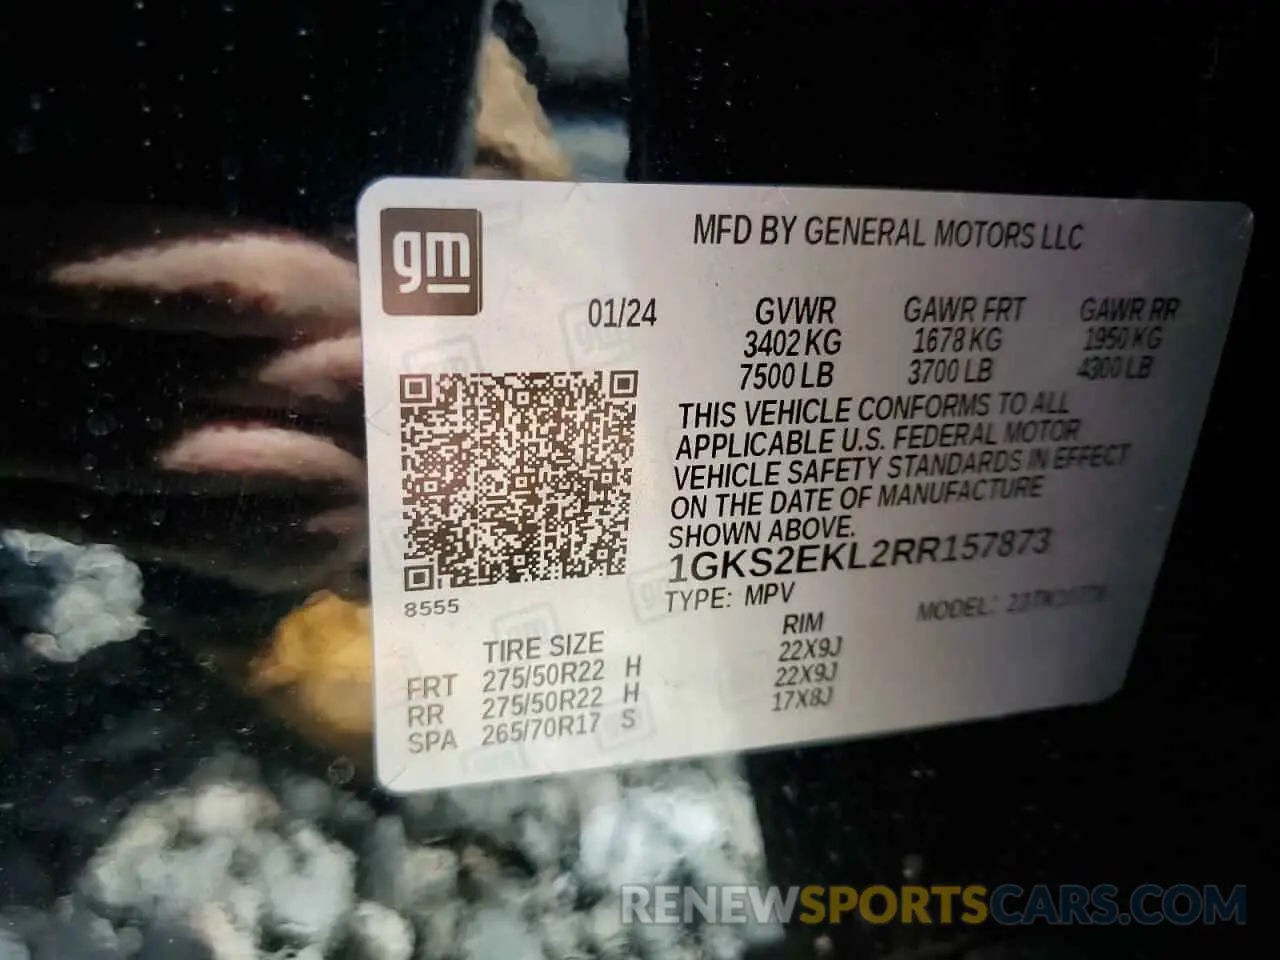 gm
MFD BY GENERAL MOTORS LLC
01/24 GVWR GAWR FRT GAWR RR
3402 KG 1678 KG 1950 KG
7500 LB 3700 LB 4300 LB
THIS VEHICLE CONFORMS TO ALL
APPLICABLE U.S. FEDERAL MOTOR
VEHICLE SAFETY STANDARDS IN EFFECT
ON THE DATE OF MANUFACTURE
SHOWN ABOVE.
1GKS2EKL2RR157873
8555
TYPE: MPV MODEL:
TIRE SIZE RIM
FRT 275/50R22 H 22X9J
RR 275/50R22 H 22X9J
SPA 265/70R17 S 17X8J
RENEWSPORTSCARS.COM